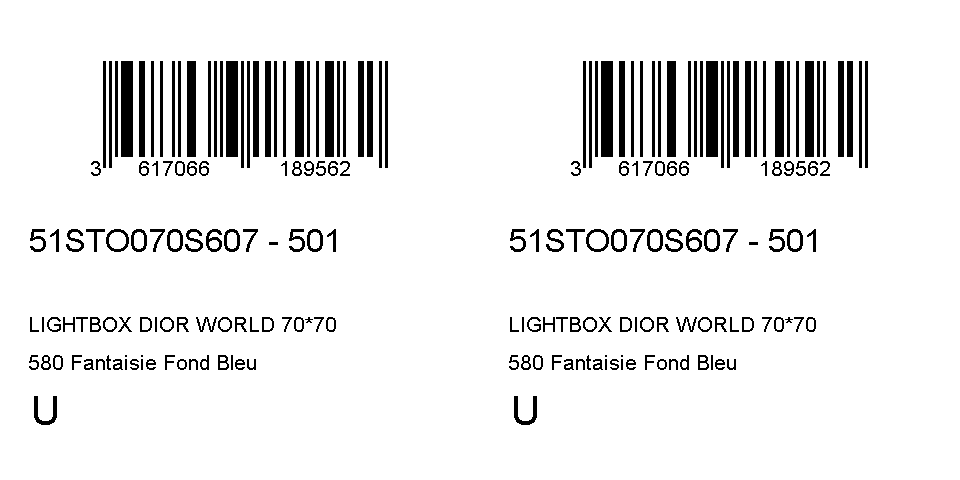 3 617066 189562
51STO070S607 - 501
LIGHTBOX DIOR WORLD 70*70
580 Fantaisie Fond Bleu
U
3 617066 189562
51STO070S607 - 501
LIGHTBOX DIOR WORLD 70*70
580 Fantaisie Fond Bleu
U